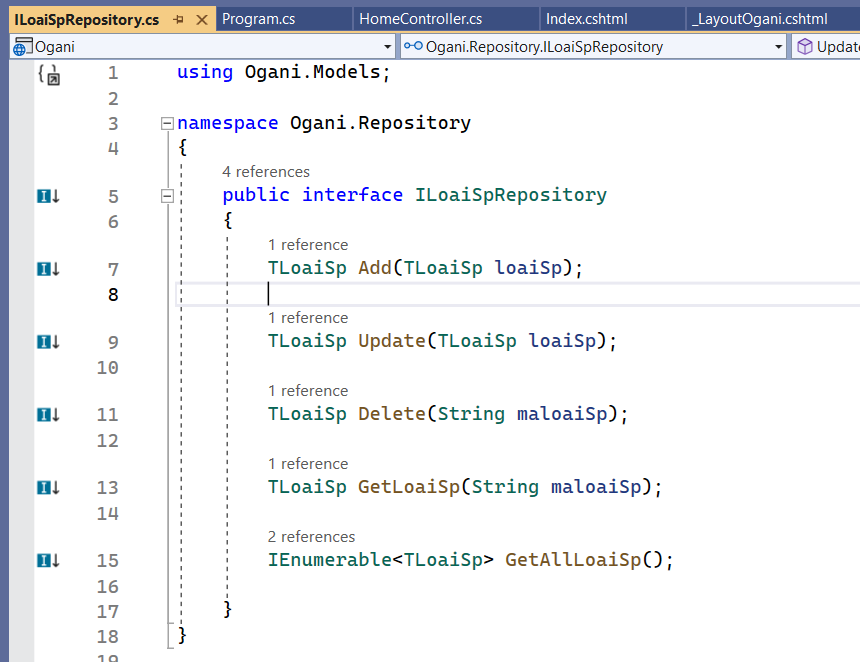 ILoaiSpRepository.cs Program.cs HomeController.cs Index.cshtml _LayoutOgani.cshtml
Ogani Ogani.Repository.ILoaiSpRepository
1 using Ogani.Models;
2
3 namespace Ogani.Repository
4 {
4 references
5 public interface ILoaiSpRepository
6 {
1 reference
7 TLoaiSp Add(TLoaiSp loaiSp);
8
1 reference
9 TLoaiSp Update(TLoaiSp loaiSp);
10
1 reference
11 TLoaiSp Delete(String maloaiSp);
12
1 reference
13 TLoaiSp GetLoaiSp(String maloaiSp);
14
2 references
15 IEnumerable<TLoaiSp> GetAllLoaiSp();
16
17 }
18 }
19